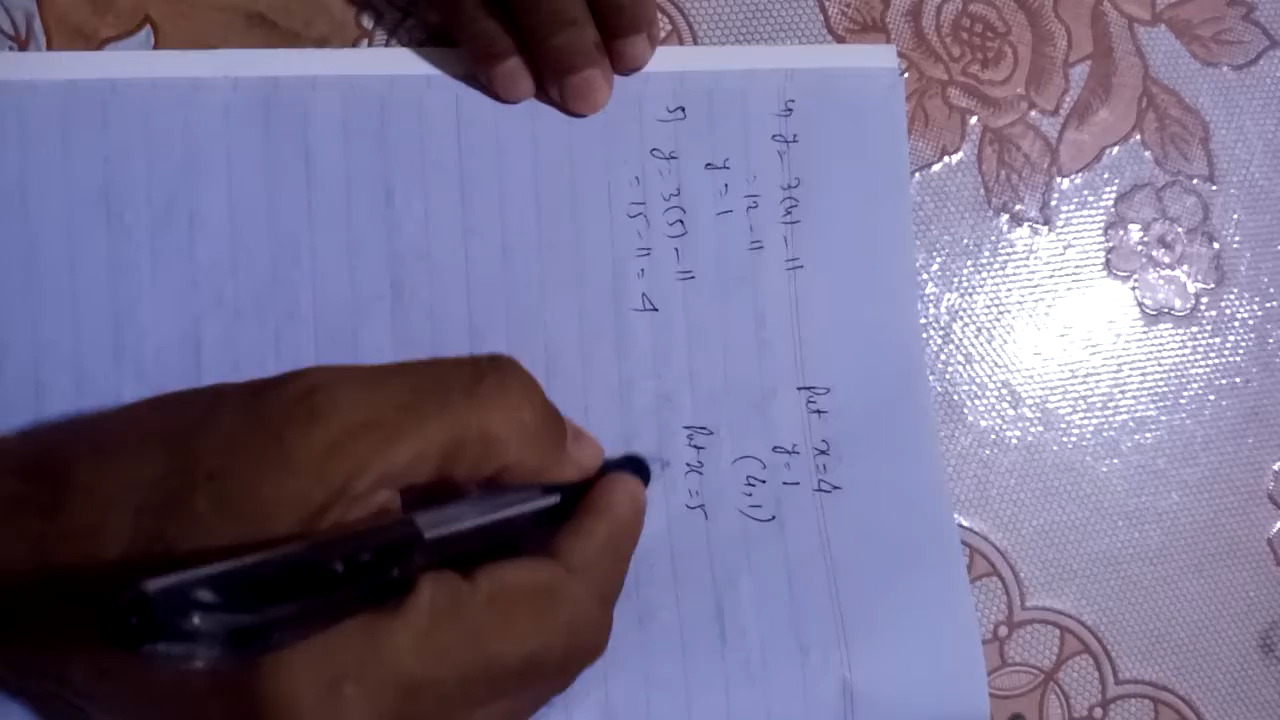 4) y = 3(4) - 11
= 12 - 11
y = 1
5) y = 3(5) - 11
= 15 - 11 = 4
Put x = 4
y = 1
(4,1)
Put x = 5